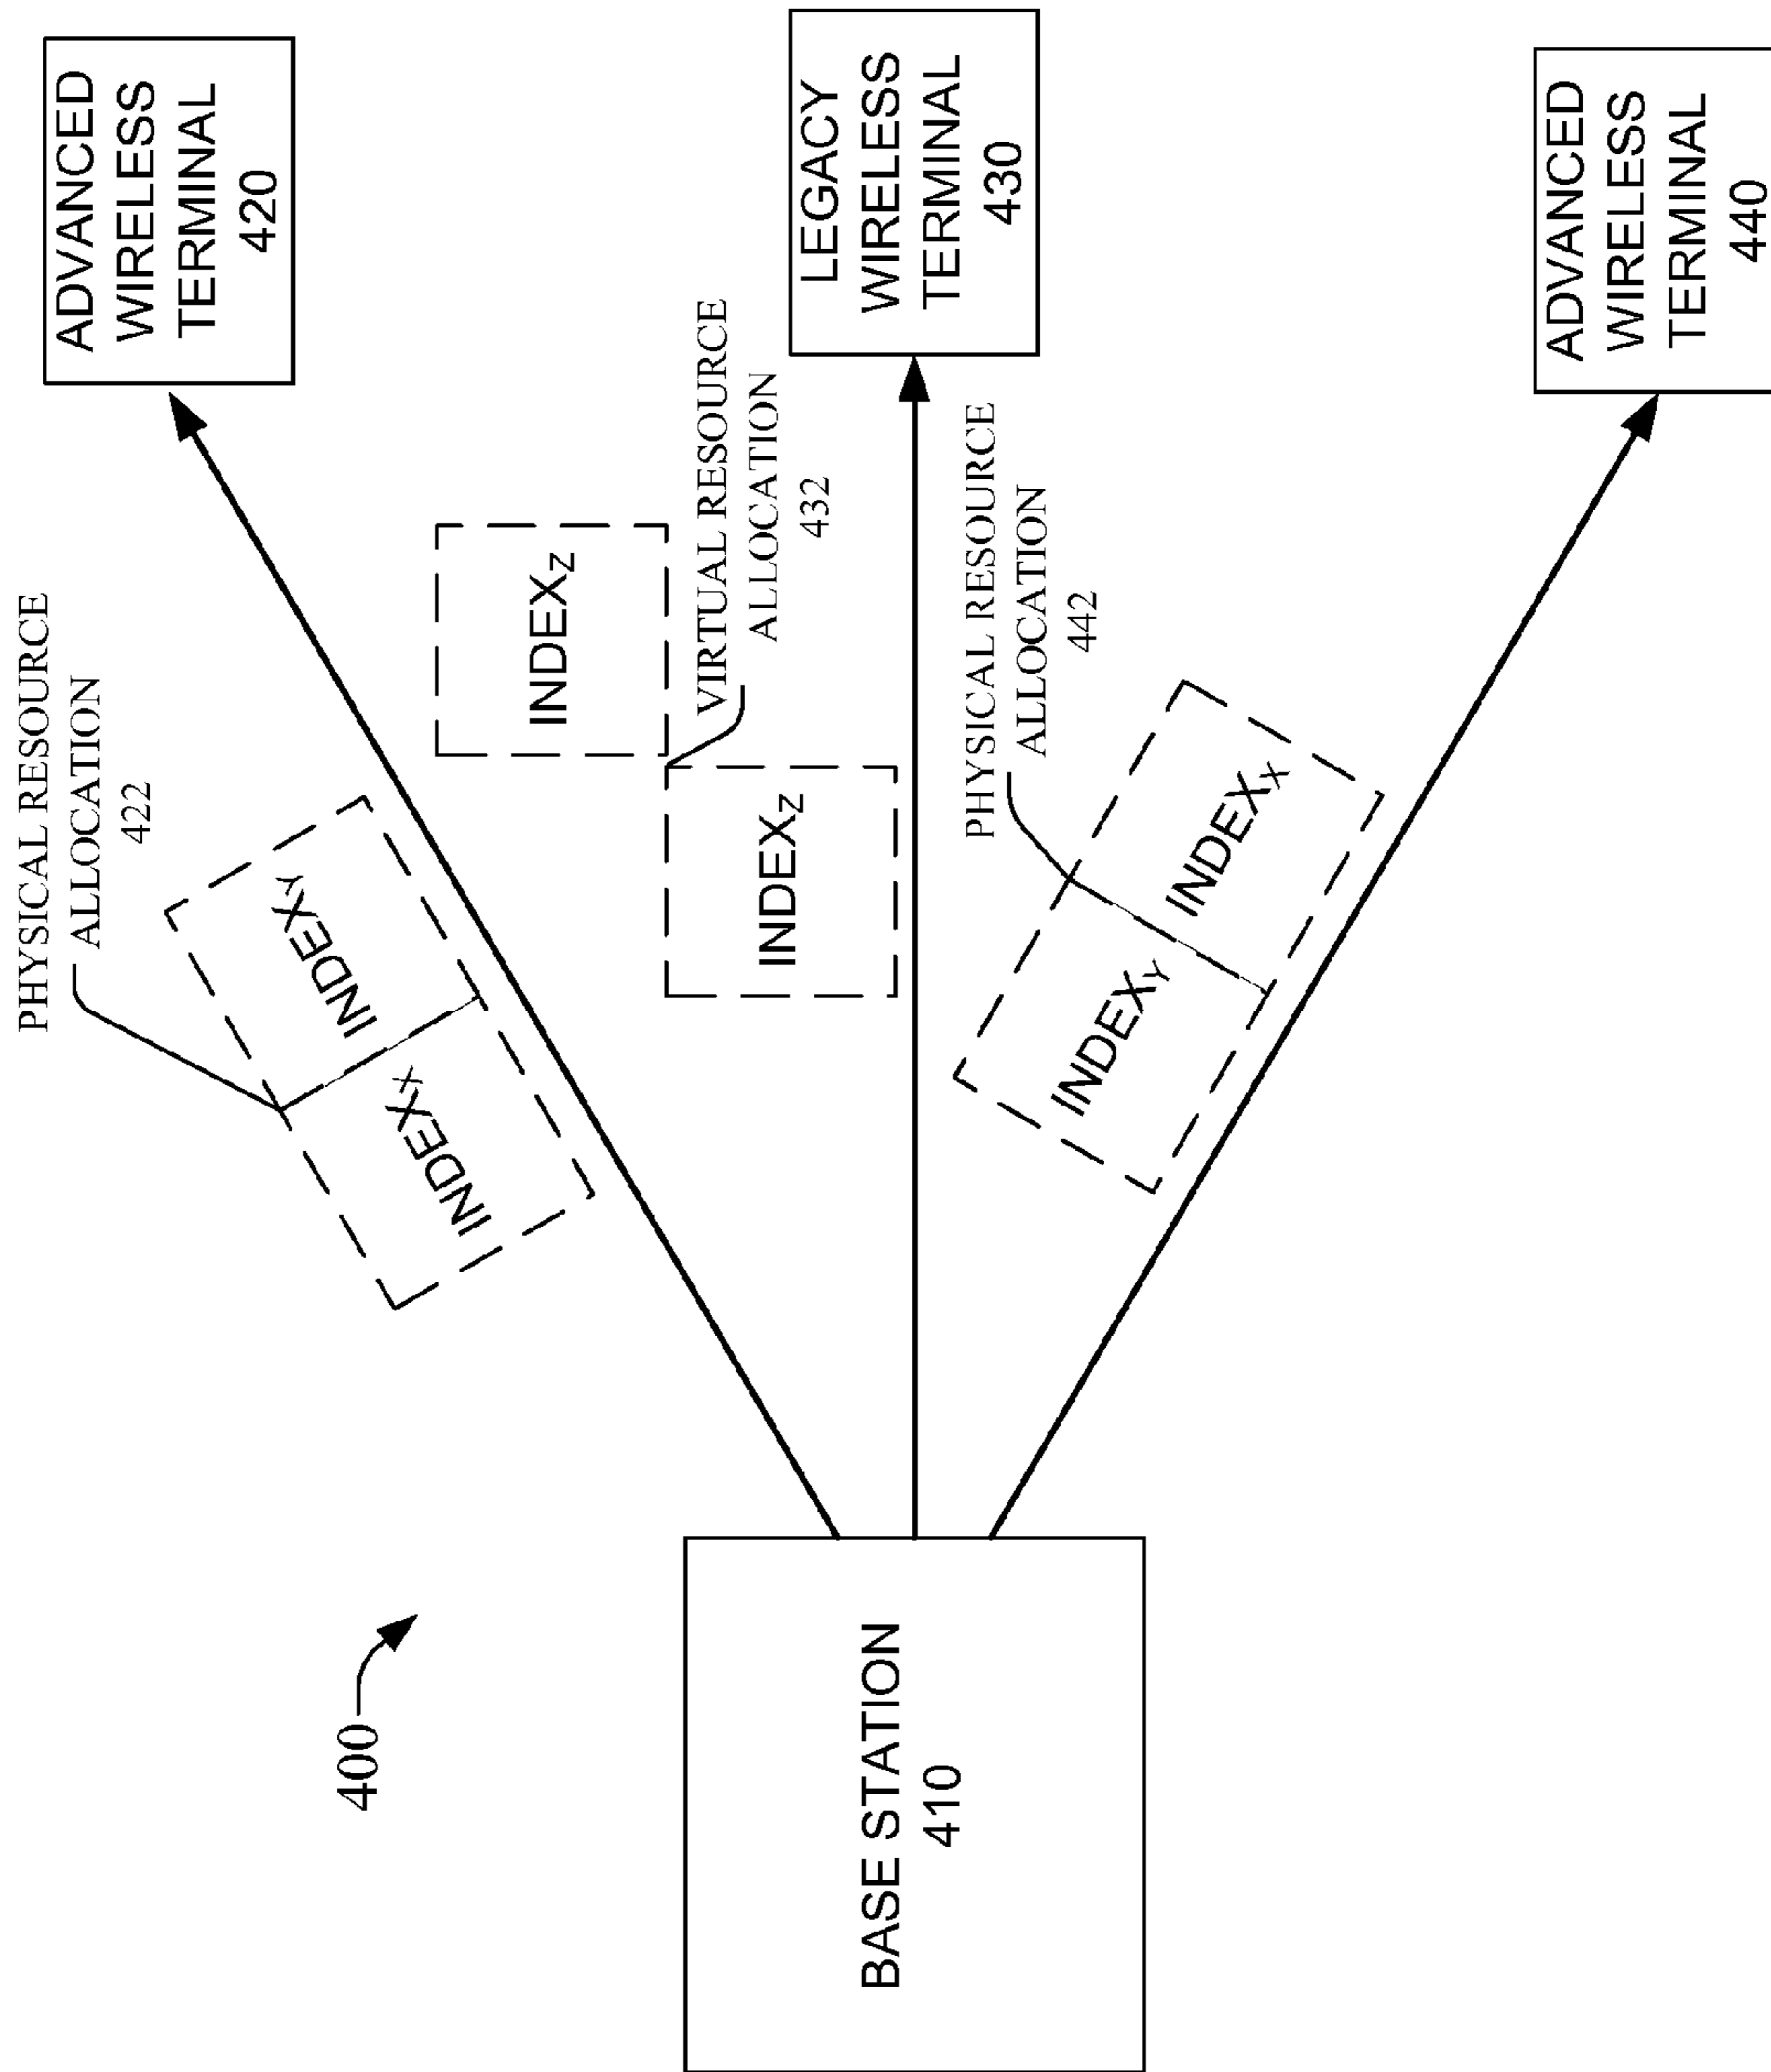 400
BASE STATION
410
PHYSICAL RESOURCE
ALLOCATION
422
INDEXX
INDEXY
ADVANCED
WIRELESS
TERMINAL
420
INDEXZ
INDEXZ
VIRTUAL RESOURCE
ALLOCATION
432
LEGACY
WIRELESS
TERMINAL
430
PHYSICAL RESOURCE
ALLOCATION
442
INDEXY
INDEXX
ADVANCED
WIRELESS
TERMINAL
440